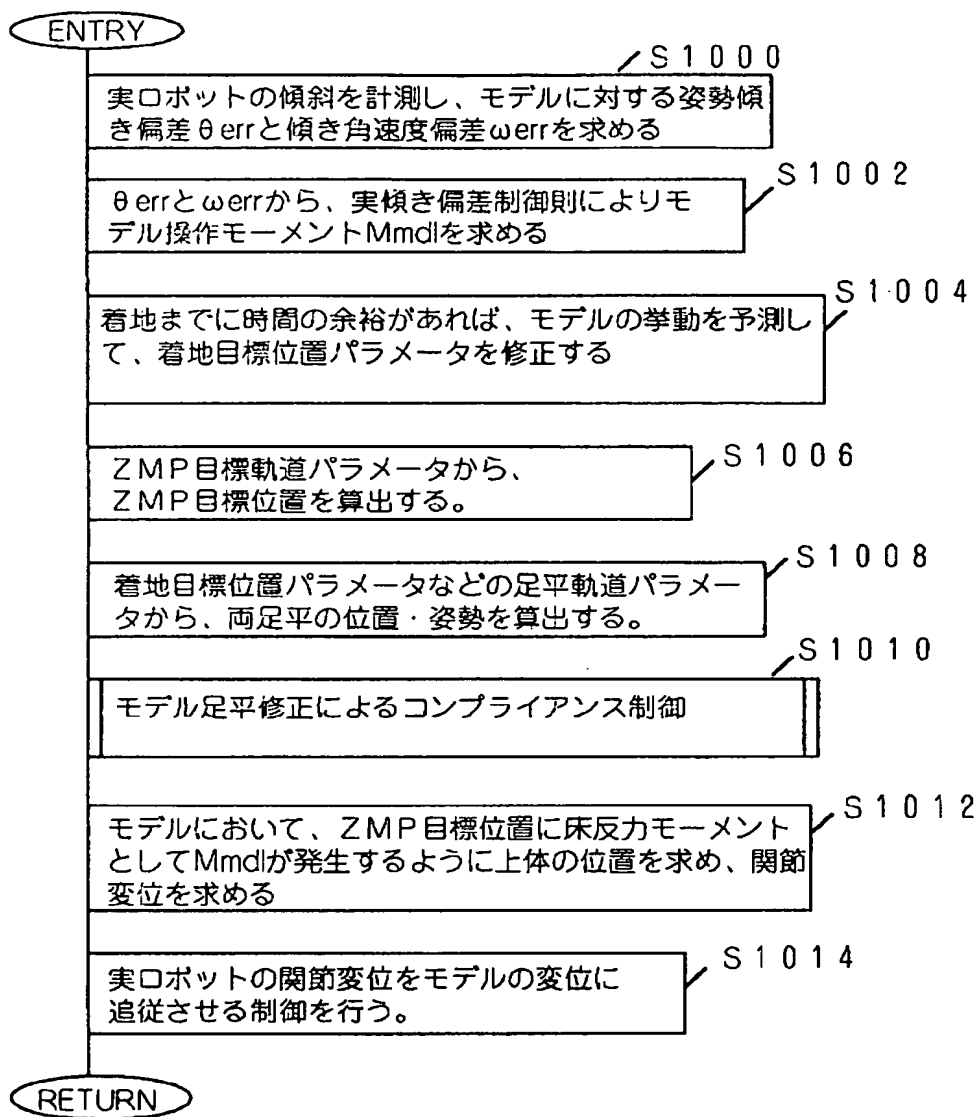 ENTRY
S1000
実ロボットの傾斜を計測し、モデルに対する姿勢傾
き偏差θerrと傾き角速度偏差ωerrを求める
S1002
θerrとωerrから、実傾き偏差制御則によりモ
デル操作モーメントMmdlを求める
S1004
着地までに時間の余裕があれば、モデルの挙動を予測し
て、着地目標位置パラメータを修正する
S1006
ZMP目標軌道パラメータから、
ZMP目標位置を算出する。
S1008
着地目標位置パラメータなどの足平軌道パラメー
タから、両足平の位置・姿勢を算出する。
S1010
モデル足平修正によるコンプライアンス制御
S1012
モデルにおいて、ZMP目標位置に床反力モーメント
としてMmdlが発生するように上体の位置を求め、関節
変位を求める
S1014
実ロボットの関節変位をモデルの変位に
追従させる制御を行う。
RETURN